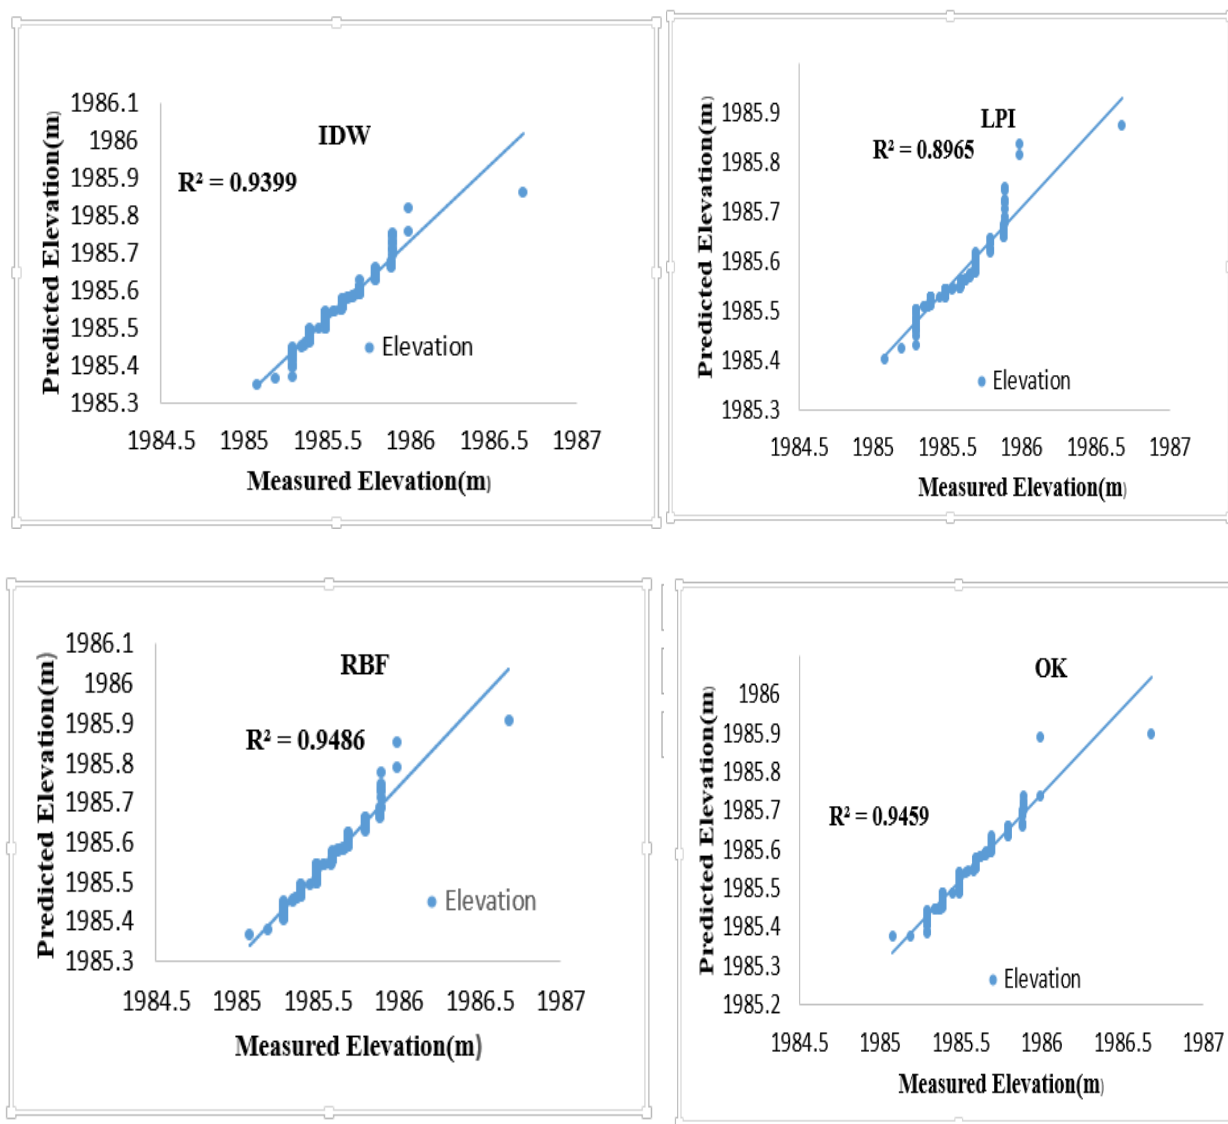 1986.1
1986
1985.9
1985.8
1985.7
1985.6
1985.5
1985.4
1985.3
Predicted Elevation(m)
IDW
R² = 0.9399
Elevation
1984.5 1985 1985.5 1986 1986.5 1987
Measured Elevation(m)
1985.9
1985.8
1985.7
1985.6
1985.5
1985.4
1985.3
Predicted Elevation(m)
LPI
R² = 0.8965
Elevation
1984.5 1985 1985.5 1986 1986.5 1987
Measured Elevation(m)
1986.1
1986
1985.9
1985.8
1985.7
1985.6
1985.5
1985.4
1985.3
Predicted Elevation(m)
RBF
R² = 0.9486
Elevation
1984.5 1985 1985.5 1986 1986.5 1987
Measured Elevation(m)
1986
1985.9
1985.8
1985.7
1985.6
1985.5
1985.4
1985.3
1985.2
Predicted Elevation(m)
OK
R² = 0.9459
Elevation
1984.5 1985 1985.5 1986 1986.5 1987
Measured Elevation(m)